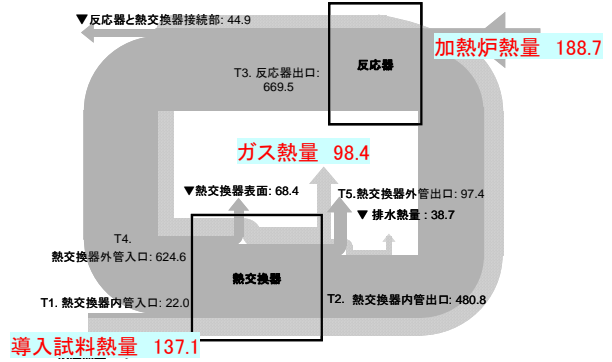 ▼反応器と熱交換器接続部: 44.9
加熱炉熱量 188.7
反応器
T3. 反応器出口:
669.5
ガス熱量 98.4
▼熱交換器表面: 68.4
T5.熱交換器外管出口: 97.4
▼ 排水熱量 : 38.7
T4.
熱交換器外管入口: 624.6
熱交換器
T1. 熱交換器内管入口: 22.0
T2. 熱交換器内管出口: 480.8
導入試料熱量 137.1